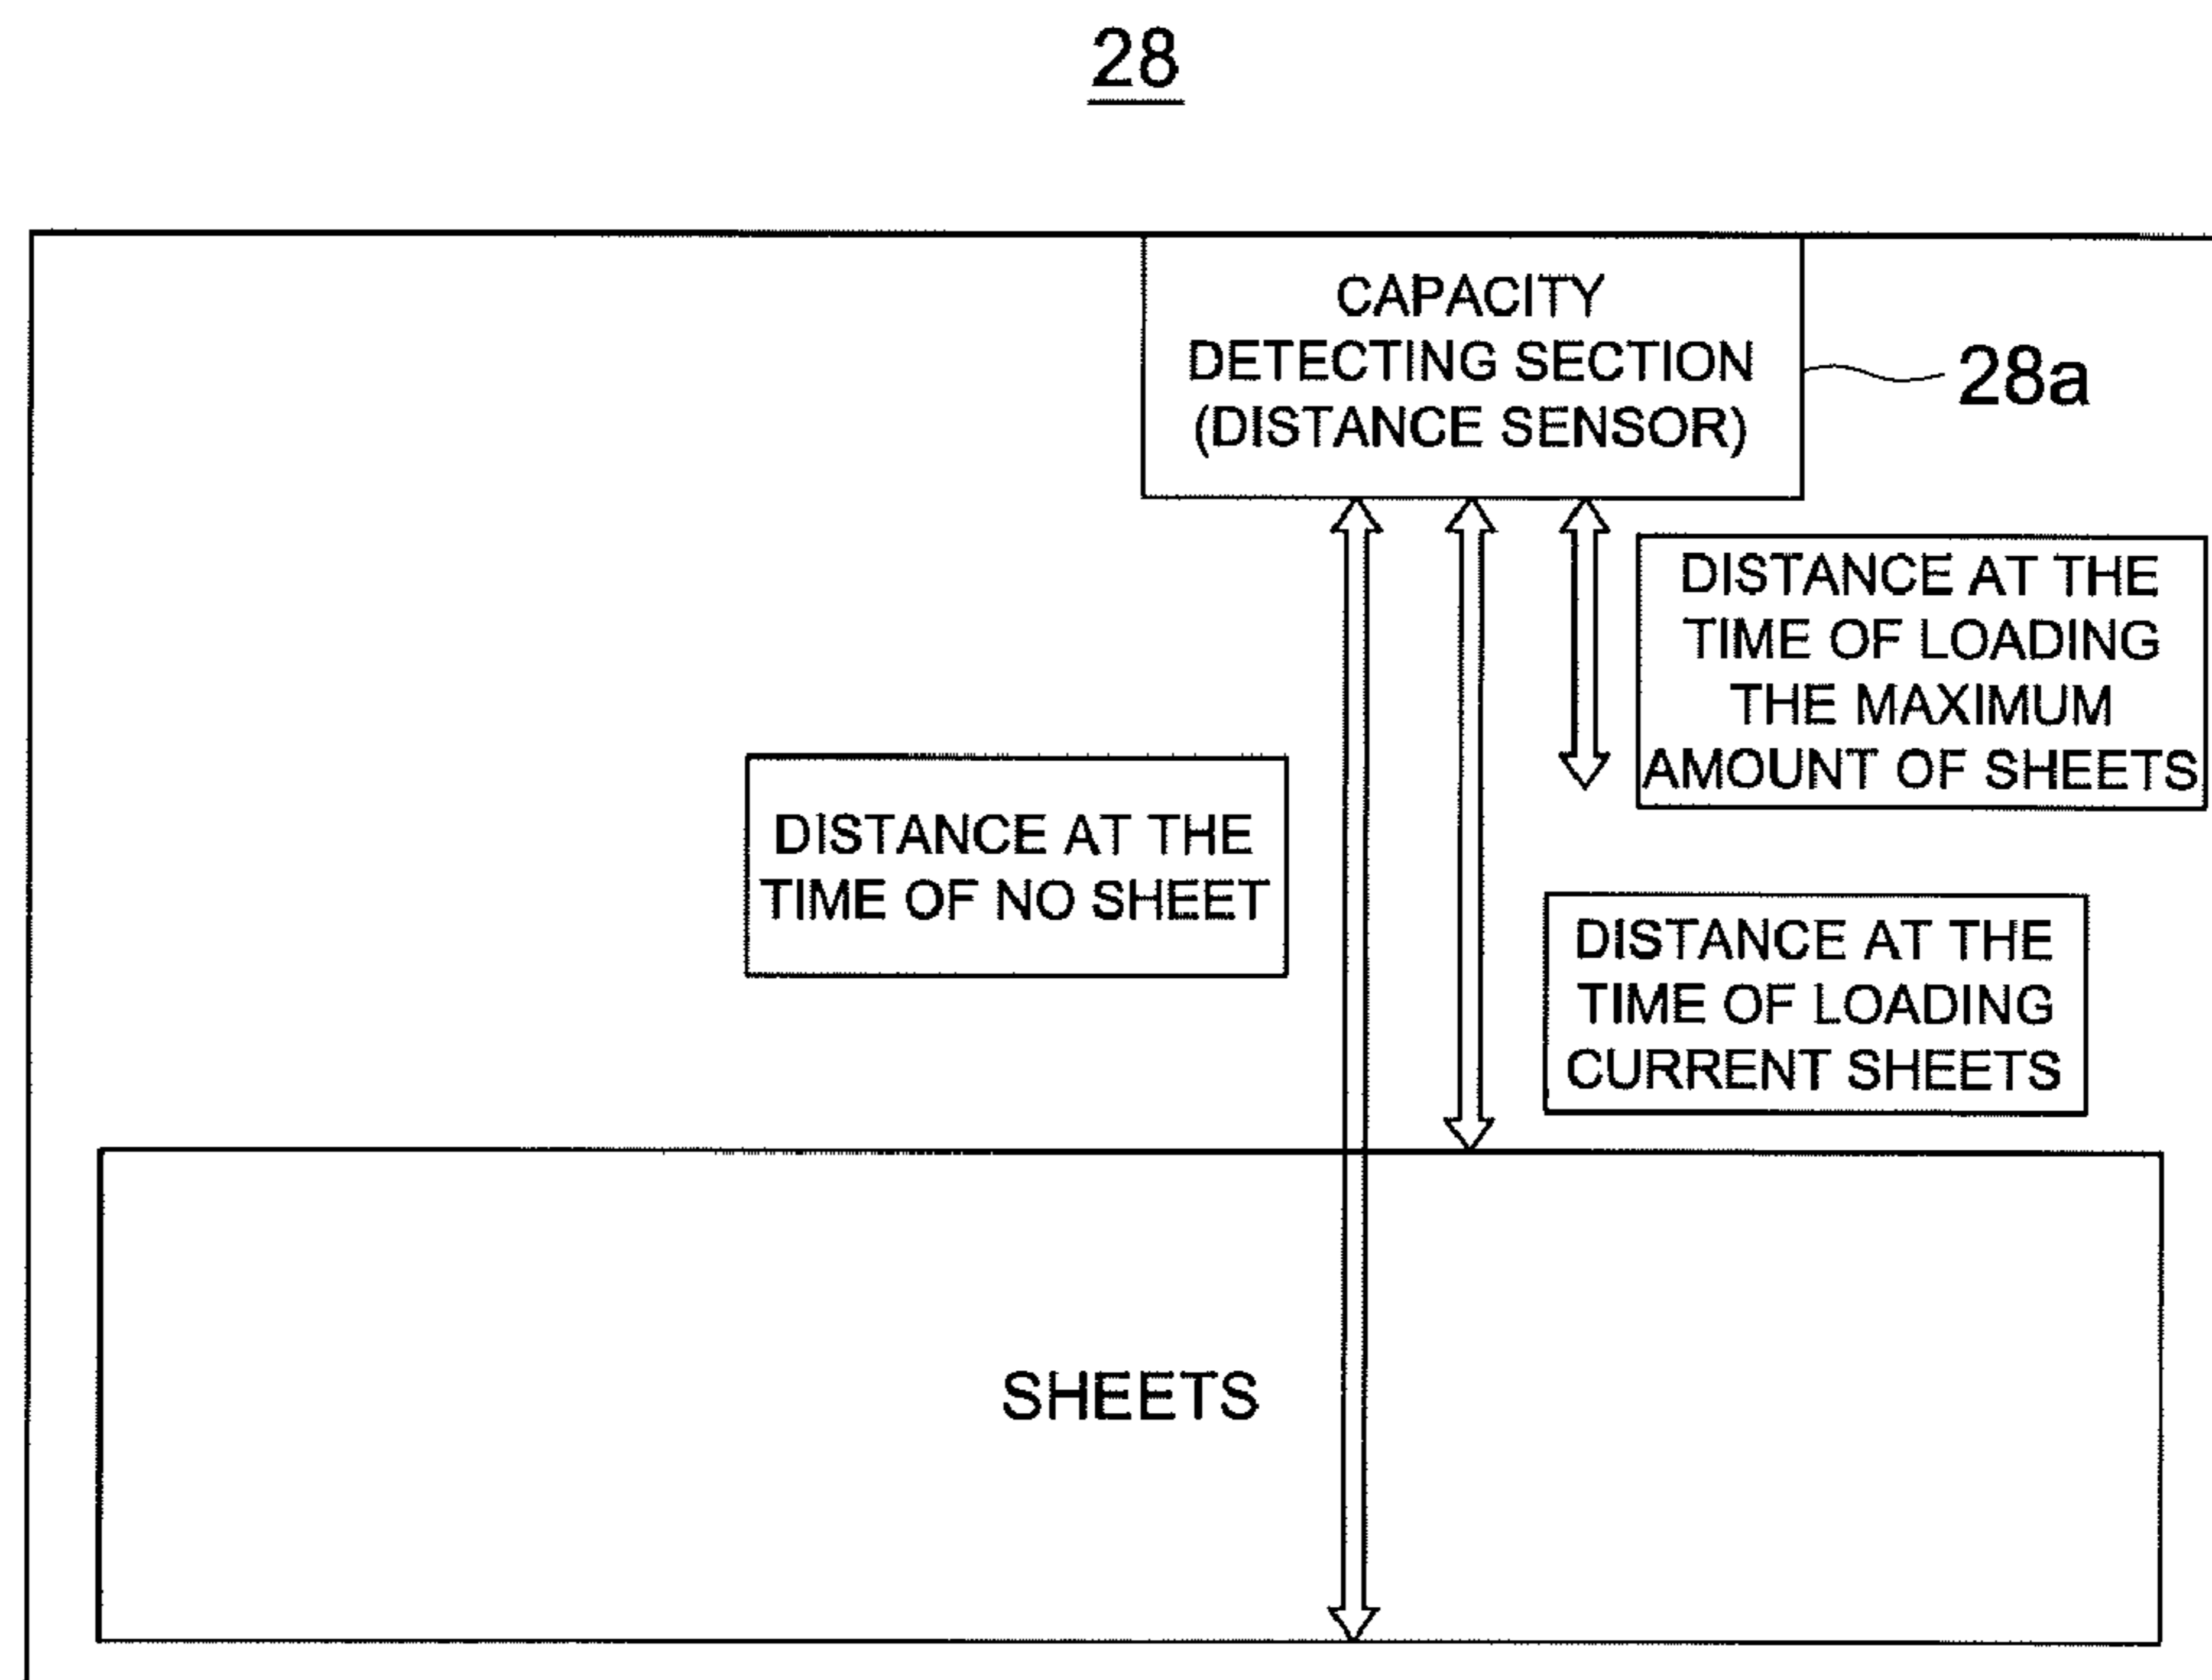 28
CAPACITY
DETECTING SECTION
(DISTANCE SENSOR)
28a
DISTANCE AT THE
TIME OF LOADING
THE MAXIMUM
AMOUNT OF SHEETS
DISTANCE AT THE
TIME OF NO SHEET
DISTANCE AT THE
TIME OF LOADING
CURRENT SHEETS
SHEETS